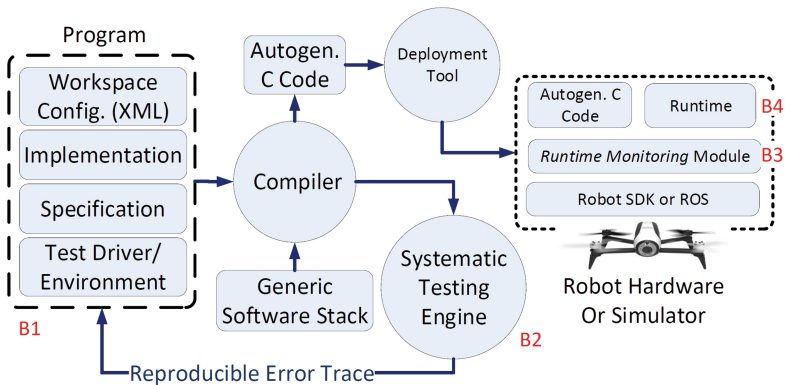 Program
Workspace
Config. (XML)
Implementation
Specification
Test Driver/
Environment
B1
Autogen.
C Code
Compiler
Generic
Software Stack
Deployment
Tool
Systematic
Testing
Engine
B2
Reproducible Error Trace
Autogen. C
Code
Runtime
B4
Runtime Monitoring Module
B3
Robot SDK or ROS
Robot Hardware
Or Simulator